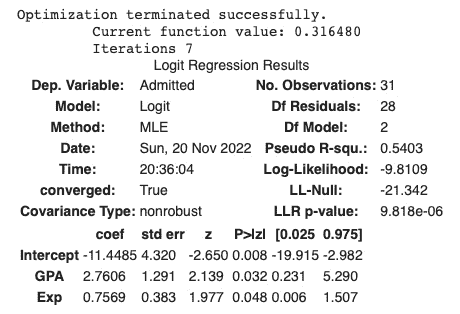 Optimization terminated successfully.
Current function value: 0.316480
Iterations 7
Logit Regression Results
Dep. Variable: Admitted No. Observations: 31
Model: Logit Df Residuals: 28
Method: MLE Df Model: 2
Date: Sun, 20 Nov 2022 Pseudo R-squ.: 0.5403
Time: 20:36:04 Log-Likelihood: -9.8109
converged: True LL-Null: -21.342
Covariance Type: nonrobust LLR p-value: 9.818e-06
coef std err z P>|z| [0.025 0.975]
Intercept -11.4485 4.320 -2.650 0.008 -19.915 -2.982
GPA 2.7606 1.291 2.139 0.032 0.231 5.290
Exp 0.7569 0.383 1.977 0.048 0.006 1.507